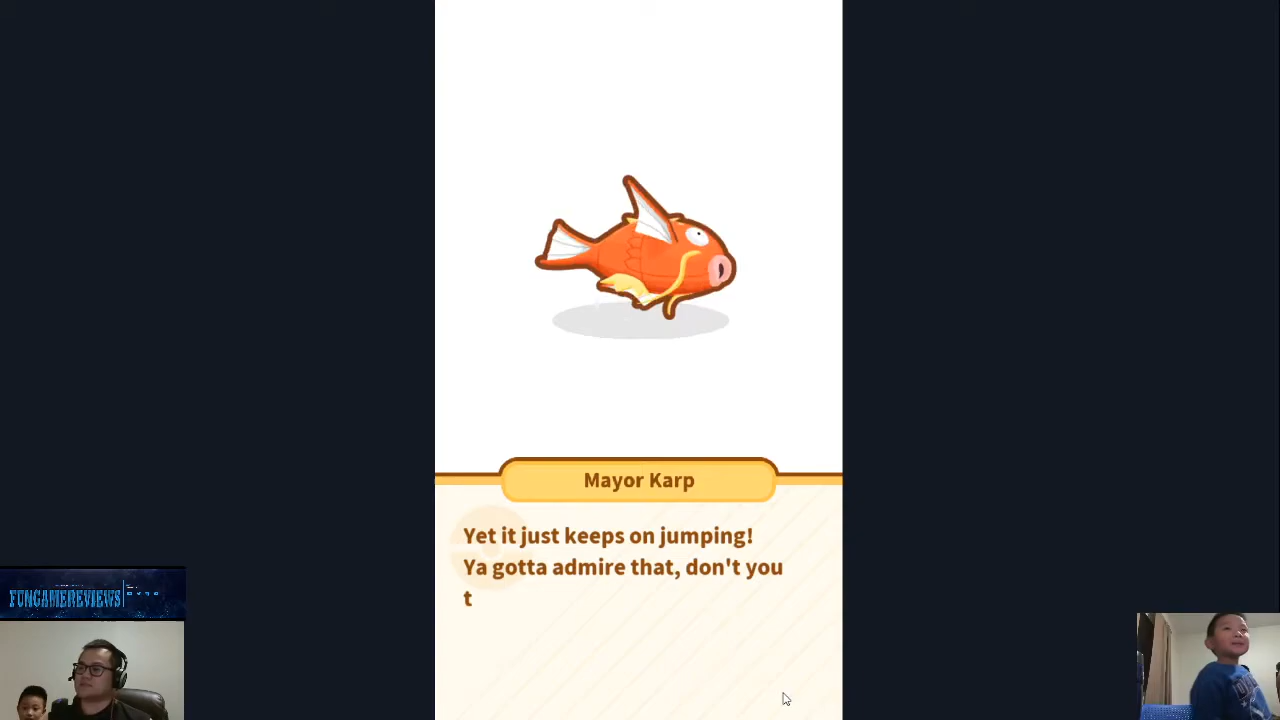 Mayor Karp
Yet it just keeps on jumping!
Ya gotta admire that, don't you
t
FUNGAMEREVIEWS